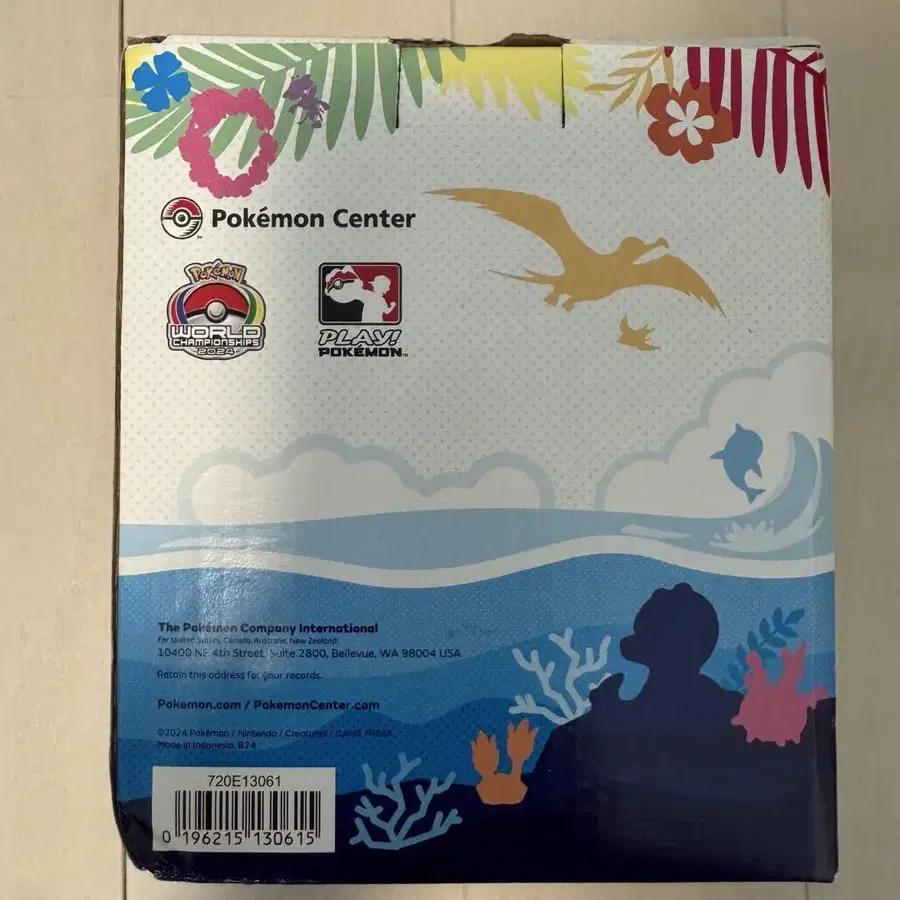 Pokémon Center
POKéMON
WORLD
CHAMPIONSHIPS
2024
PLAY!
POKÉMON™
The Pokémon Company International
For United States, Canada, Australia, New Zealand:
10400 NE 4th Street, Suite 2800, Bellevue, WA 98004 USA
Retain this address for your records.
Pokemon.com / PokemonCenter.com
©2024 Pokémon / Nintendo / Creatures / GAME FREAK.
Made in Indonesia. B24
720E13061
0 196215 130615